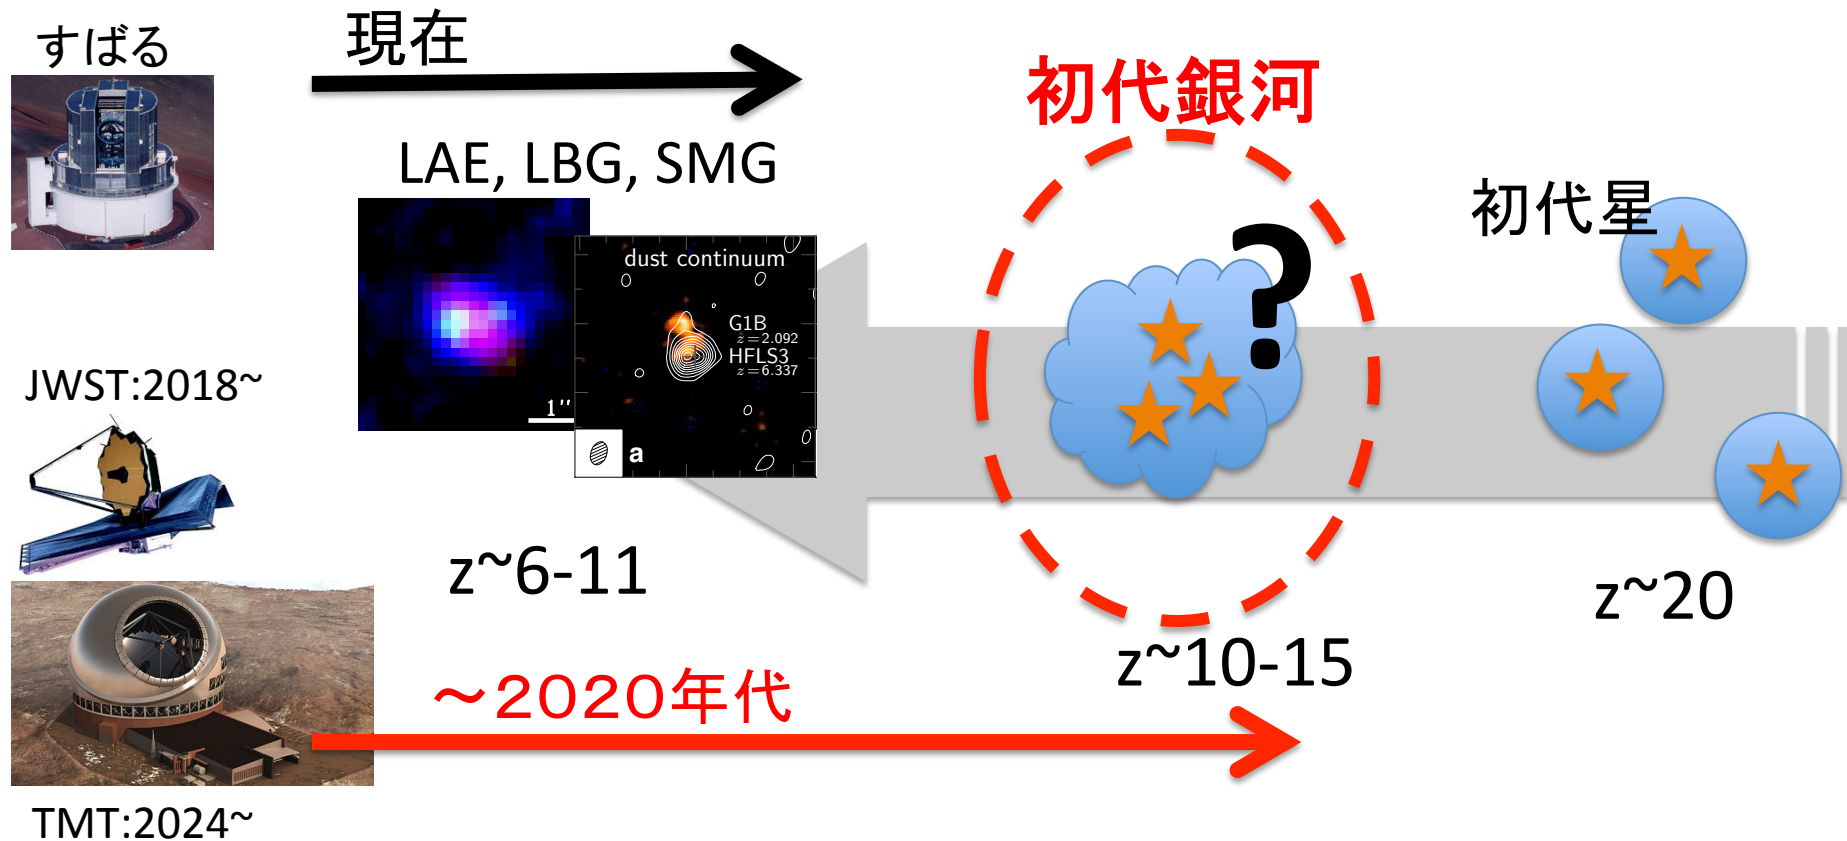 すばる
現在
初代銀河
LAE, LBG, SMG
初代星
dust continuum
?
G1B
z=2.092
HFLS3
z=6.337
JWST:2018~
1"
a
z~6-11
z~20
z~10-15
～２０２０年代
TMT:2024~